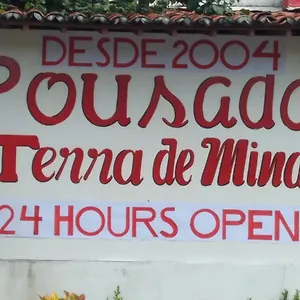 DESDE 2004
Pousada
Terra de Mina
24 HOURS OPEN